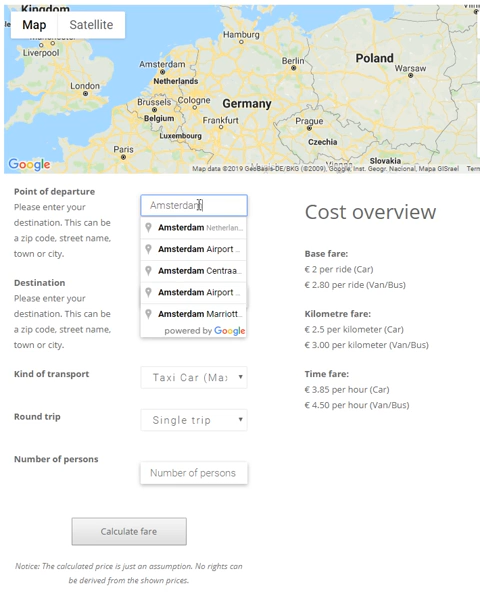 Kingdom
Map
Satellite
Liverpool
London
Hamburg
Amsterdam
Netherlands
Berlin
Poland
Warsaw
Brussels
Cologne
Germany
Belgium
Frankfurt
Prague
Luxembourg
Czechia
Paris
Slovakia
Vienna
Google
Map data ©2019 GeoBasis-DE/BKG (©2009), Google, Inst. Geogr. Nacional, Mapa GISrael
Term
Point of departure
Please enter your
destination. This can be
a zip code, street name,
town or city.
Amsterdam
Amsterdam Netherlan...
Amsterdam Airport ...
Amsterdam Centraa...
Amsterdam Airport ...
Amsterdam Marriott...
powered by Google
Destination
Please enter your
destination. This can be
a zip code, street name,
town or city.
Kind of transport
Taxi Car (Max
Round trip
Single trip
Number of persons
Number of persons
Calculate fare
Notice: The calculated price is just an assumption. No rights can
be derived from the shown prices.
Cost overview
Base fare:
€ 2 per ride (Car)
€ 2.80 per ride (Van/Bus)
Kilometre fare:
€ 2.5 per kilometer (Car)
€ 3.00 per kilometer (Van/Bus)
Time fare:
€ 3.85 per hour (Car)
€ 4.50 per hour (Van/Bus)